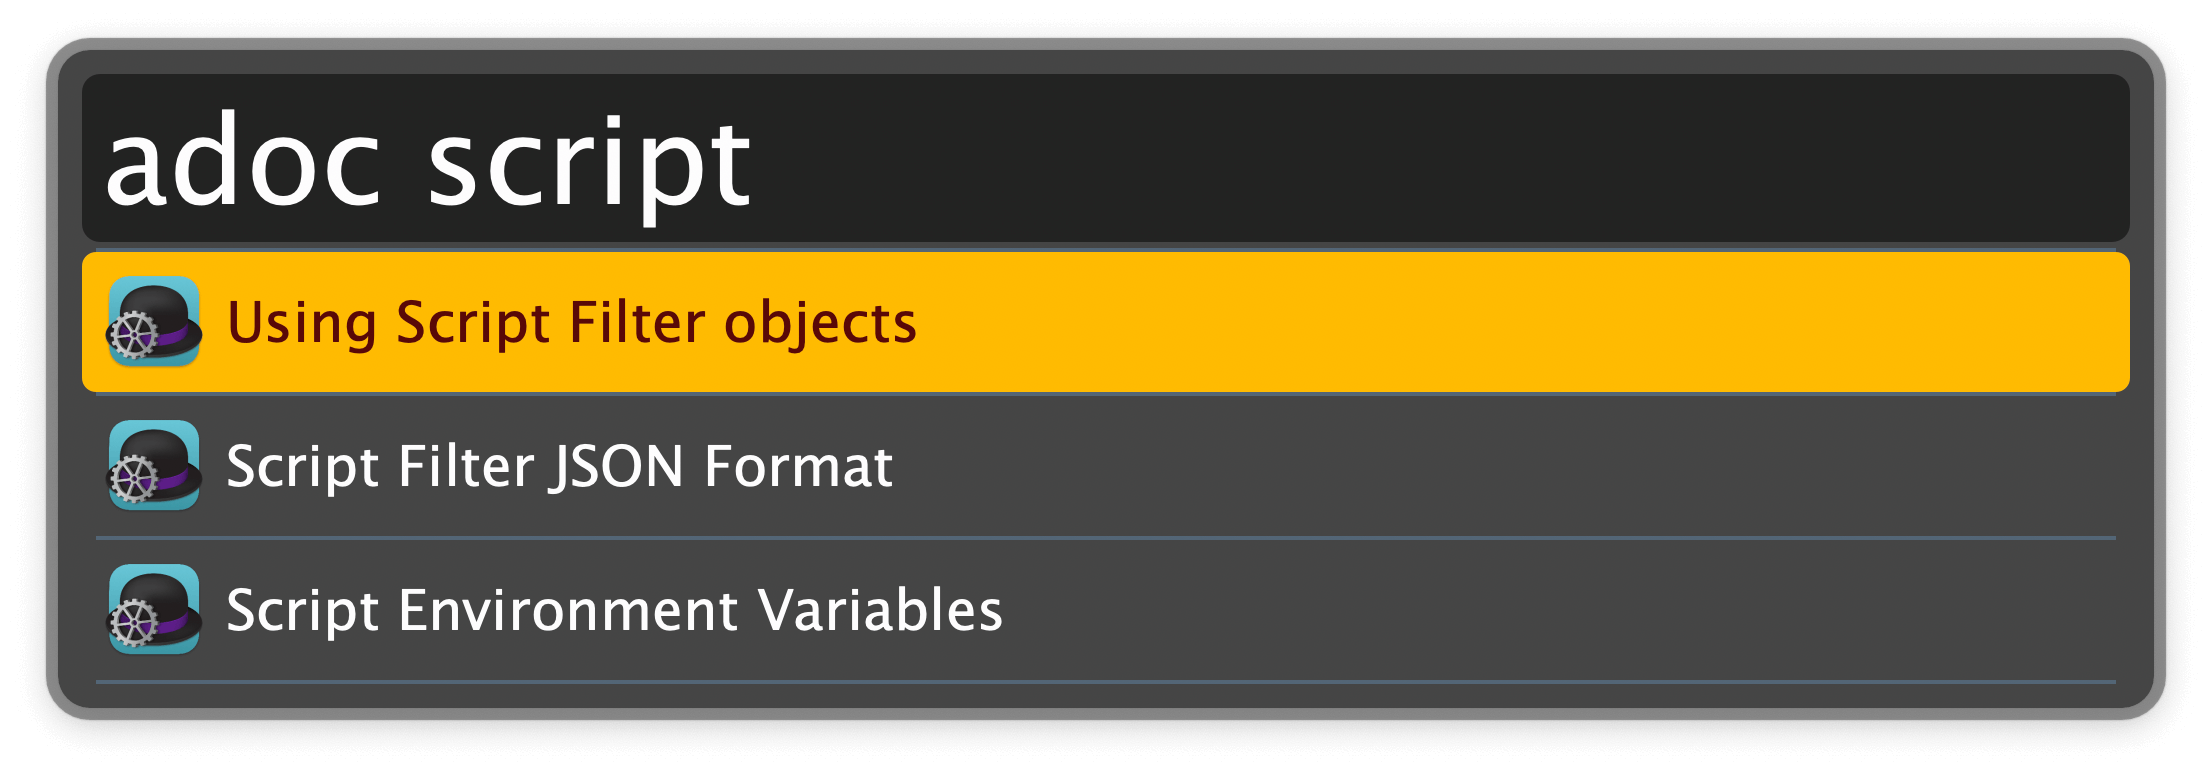 adoc script
Using Script Filter objects
Script Filter JSON Format
Script Environment Variables